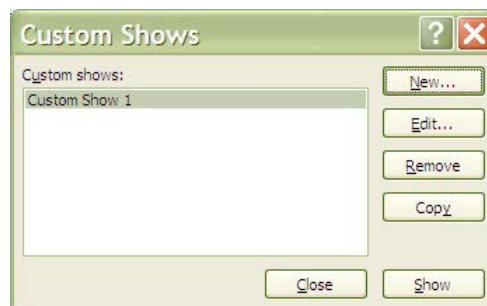 Custom Shows
Custom shows:
Custom Show 1
New...
Edit...
Remove
Copy
Close
Show